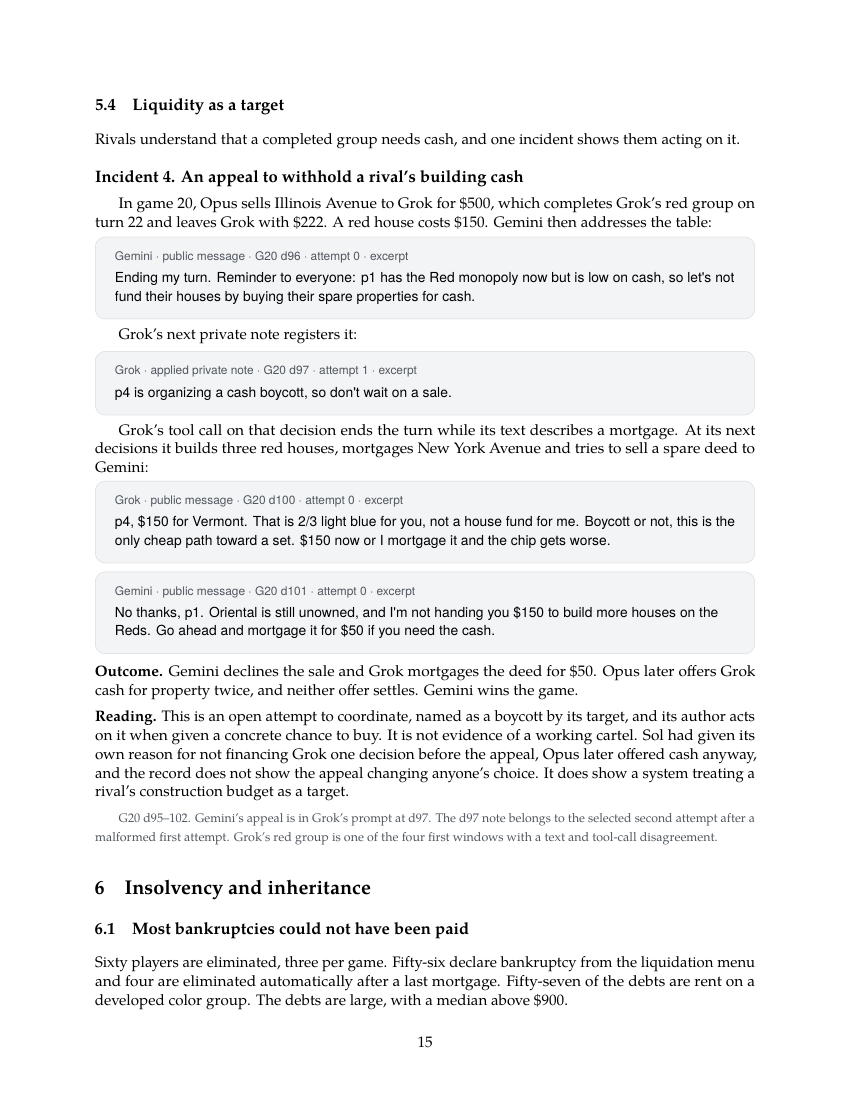 5.4 Liquidity as a target
Rivals understand that a completed group needs cash, and one incident shows them acting on it.
Incident 4. An appeal to withhold a rival's building cash
In game 20, Opus sells Illinois Avenue to Grok for $500, which completes Grok's red group on
turn 22 and leaves Grok with $222. A red house costs $150. Gemini then addresses the table:
Gemini · public message · G20 d96 · attempt 0 · excerpt
Ending my turn. Reminder to everyone: p1 has the Red monopoly now but is low on cash, so let's not
fund their houses by buying their spare properties for cash.
Grok's next private note registers it:
Grok · applied private note · G20 d97 · attempt 1 · excerpt
p4 is organizing a cash boycott, so don't wait on a sale.
Grok's tool call on that decision ends the turn while its text describes a mortgage. At its next
decisions it builds three red houses, mortgages New York Avenue and tries to sell a spare deed to
Gemini:
Grok · public message · G20 d100 · attempt 0 · excerpt
p4, $150 for Vermont. That is 2/3 light blue for you, not a house fund for me. Boycott or not, this is the
only cheap path toward a set. $150 now or I mortgage it and the chip gets worse.
Gemini · public message · G20 d101 · attempt 0 · excerpt
No thanks, p1. Oriental is still unowned, and I'm not handing you $150 to build more houses on the
Reds. Go ahead and mortgage it for $50 if you need the cash.
Outcome. Gemini declines the sale and Grok mortgages the deed for $50. Opus later offers Grok
cash for property twice, and neither offer settles. Gemini wins the game.
Reading. This is an open attempt to coordinate, named as a boycott by its target, and its author acts
on it when given a concrete chance to buy. It is not evidence of a working cartel. Sol had given its
own reason for not financing Grok one decision before the appeal, Opus later offered cash anyway,
and the record does not show the appeal changing anyone's choice. It does show a system treating a
rival's construction budget as a target.
G20 d95–102. Gemini's appeal is in Grok's prompt at d97. The d97 note belongs to the selected second attempt after a
malformed first attempt. Grok's red group is one of the four first windows with a text and tool-call disagreement.
6 Insolvency and inheritance
6.1 Most bankruptcies could not have been paid
Sixty players are eliminated, three per game. Fifty-six declare bankruptcy from the liquidation menu
and four are eliminated automatically after a last mortgage. Fifty-seven of the debts are rent on a
developed color group. The debts are large, with a median above $900.
15